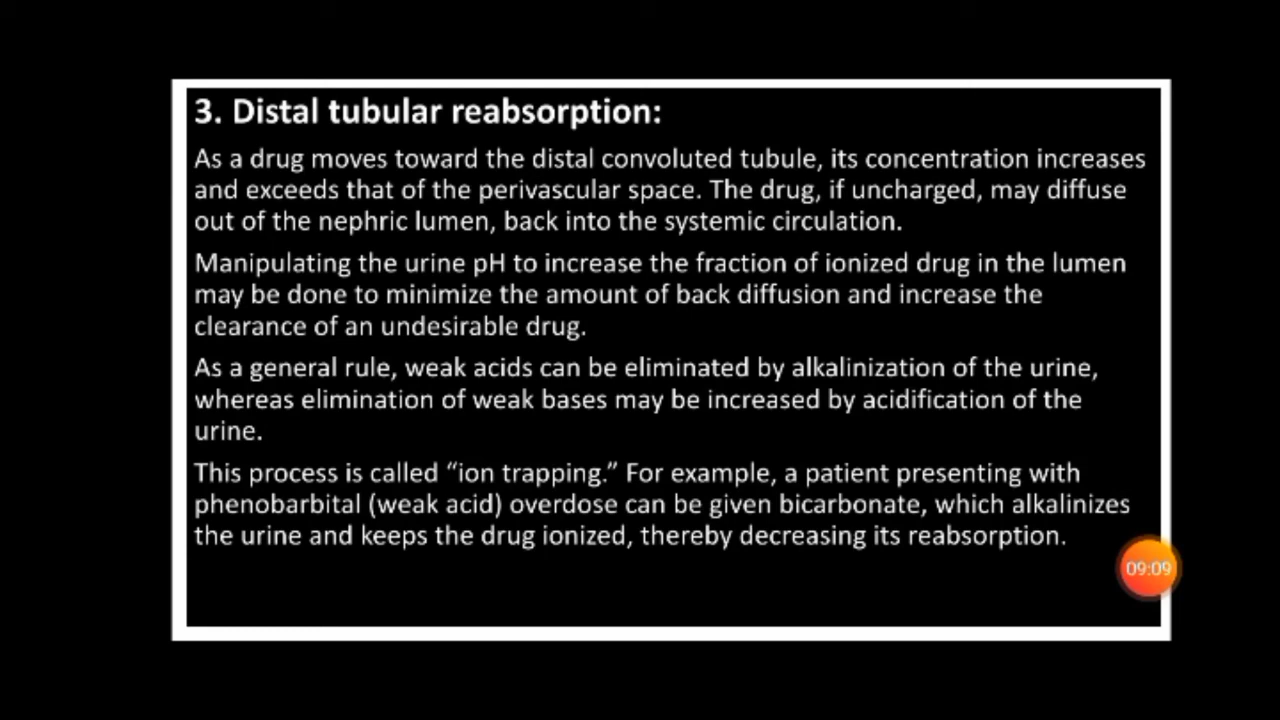 3. Distal tubular reabsorption:
As a drug moves toward the distal convoluted tubule, its concentration increases
and exceeds that of the perivascular space. The drug, if uncharged, may diffuse
out of the nephric lumen, back into the systemic circulation.
Manipulating the urine pH to increase the fraction of ionized drug in the lumen
may be done to minimize the amount of back diffusion and increase the
clearance of an undesirable drug.
As a general rule, weak acids can be eliminated by alkalinization of the urine,
whereas elimination of weak bases may be increased by acidification of the
urine.
This process is called “ion trapping.” For example, a patient presenting with
phenobarbital (weak acid) overdose can be given bicarbonate, which alkalinizes
the urine and keeps the drug ionized, thereby decreasing its reabsorption.
09:09